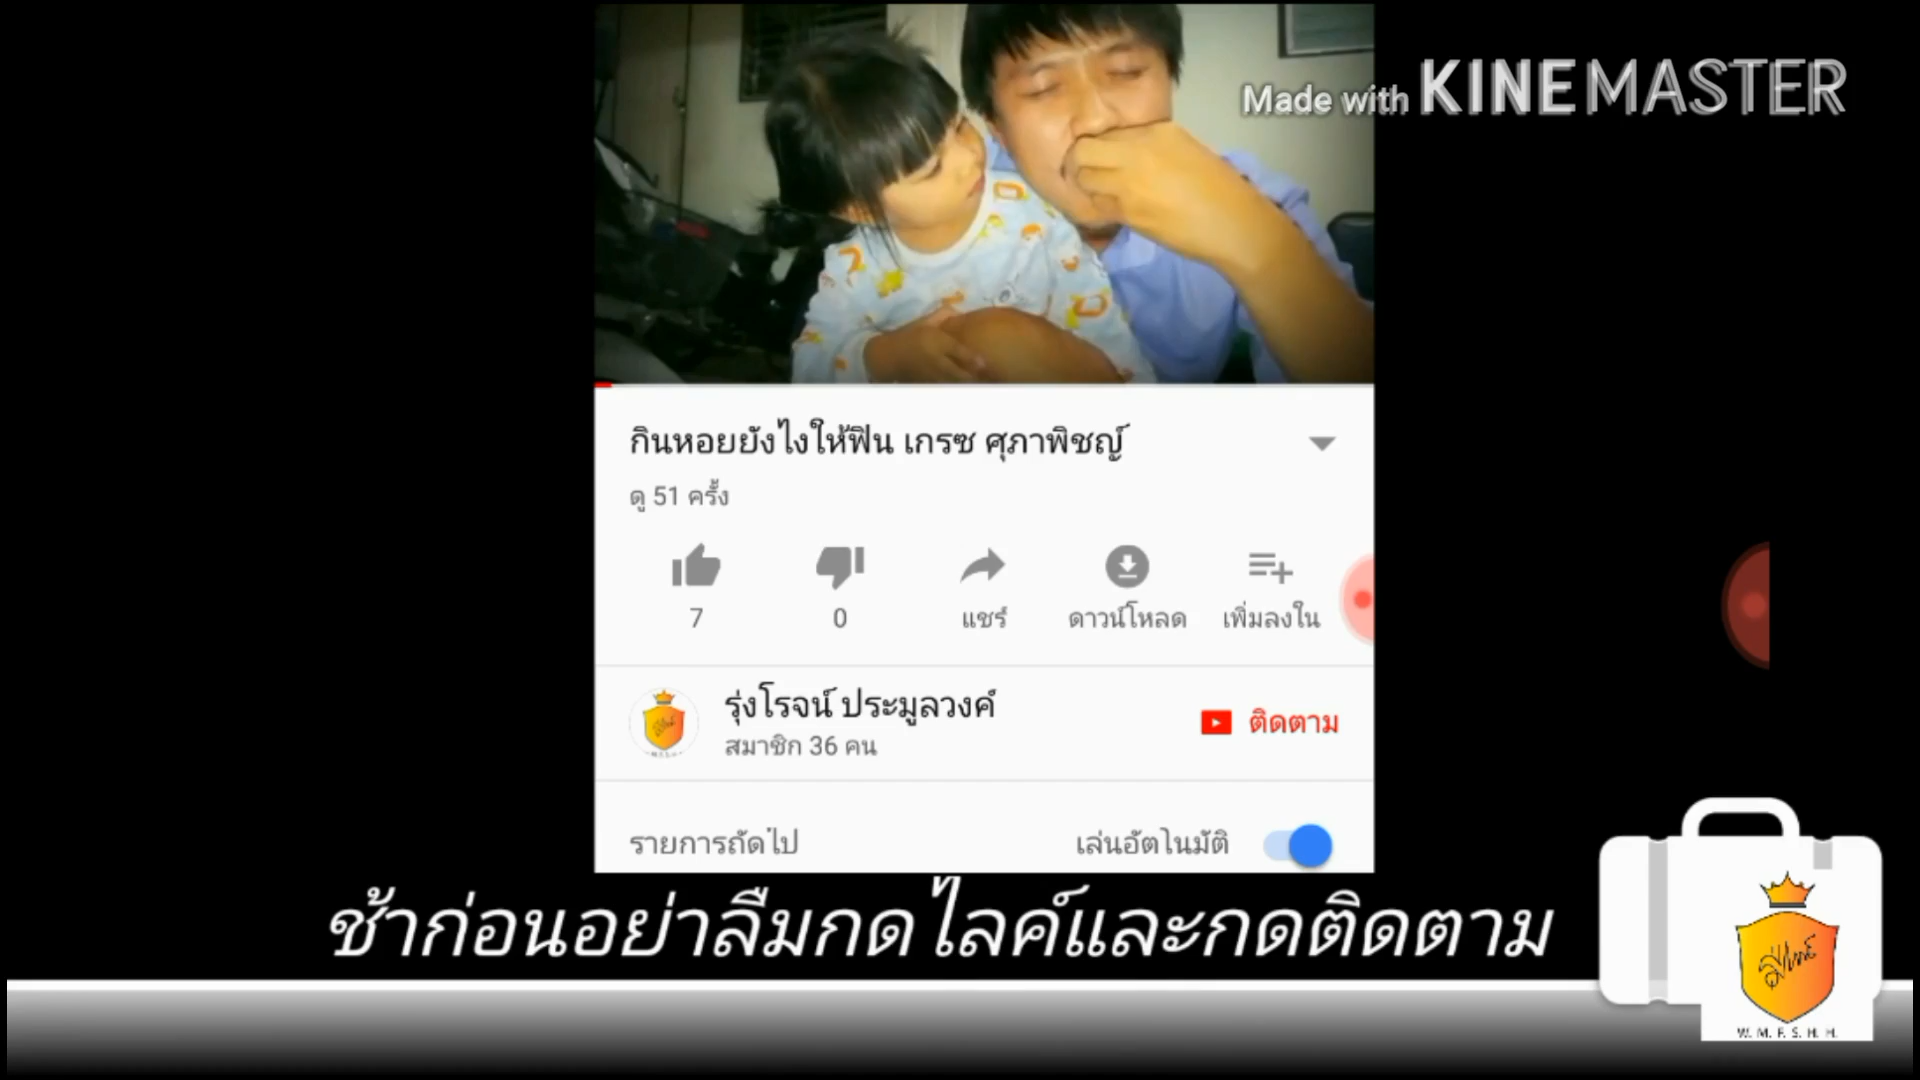 Made with KINEMASTER
กินหอยยังไงให้ฟิน เกรซ ศุภาพิชญ์
ดู 51 ครั้ง
7
0
แชร์
ดาวน์โหลด
เพิ่มลงใน
รุ่งโรจน์ ประมูลวงค์
สมาชิก 36 คน
ติดตาม
รายการถัดไป
เล่นอัตโนมัติ
ช้าก่อนอย่าลืมกดไลค์และกดติดตาม
W. M. F. S. H. H.